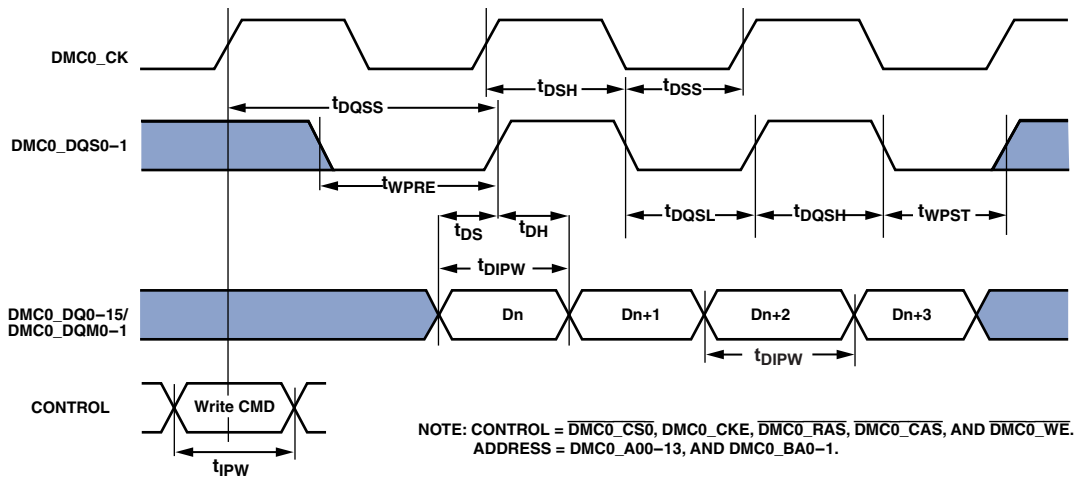 DMC0_CK
tDSH
tDSS
tDQSS
DMC0_DQS0–1
tWPRE
tDS
tDH
tDQSL
tDQSH
tWPST
tDIPW
DMC0_DQ0–15/
DMC0_DQM0–1
Dn
Dn+1
Dn+2
Dn+3
tDIPW
CONTROL
Write CMD
tIPW
NOTE: CONTROL = DMC0_CS0, DMC0_CKE, DMC0_RAS, DMC0_CAS, AND DMC0_WE.
ADDRESS = DMC0_A00–13, AND DMC0_BA0–1.